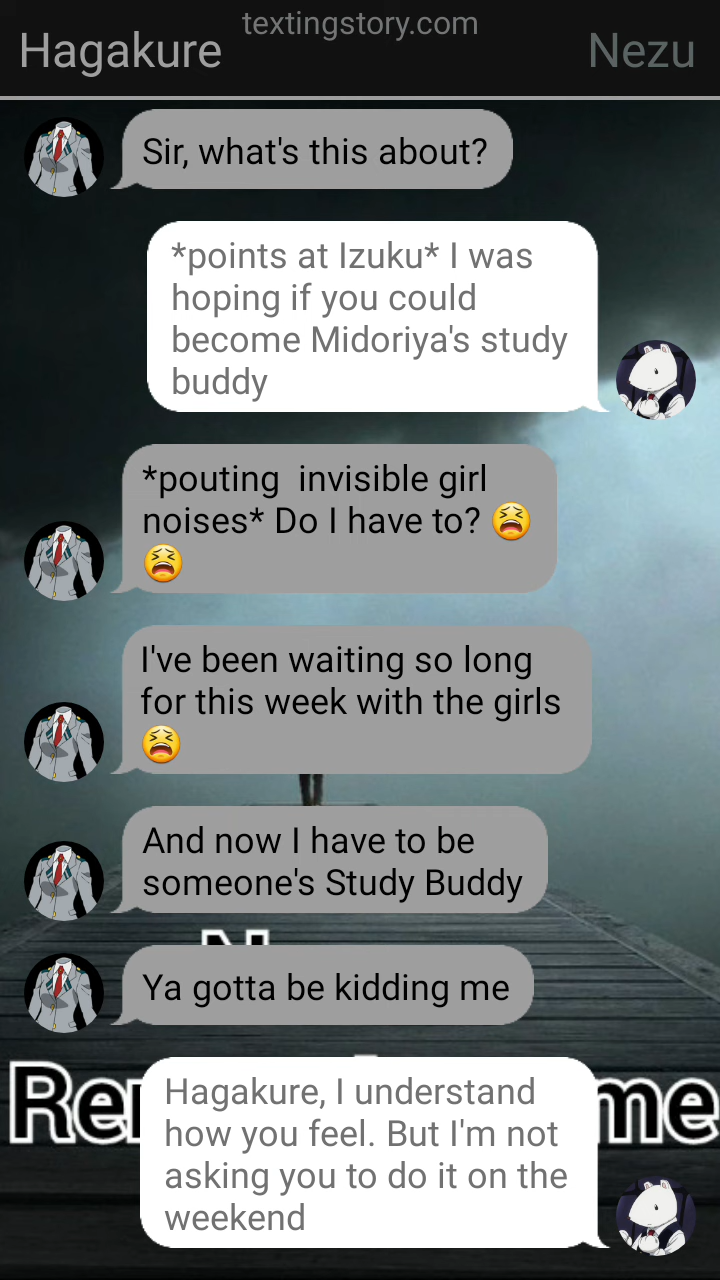 textingstory.com
Hagakure
Nezu
Sir, what's this about?
*points at Izuku* I was
hoping if you could
become Midoriya's study
buddy
*pouting  invisible girl
noises* Do I have to? 😫
😫
I've been waiting so long
for this week with the girls
😫
And now I have to be
someone's Study Buddy
Ya gotta be kidding me
Hagakure, I understand
how you feel. But I'm not
asking you to do it on the
weekend